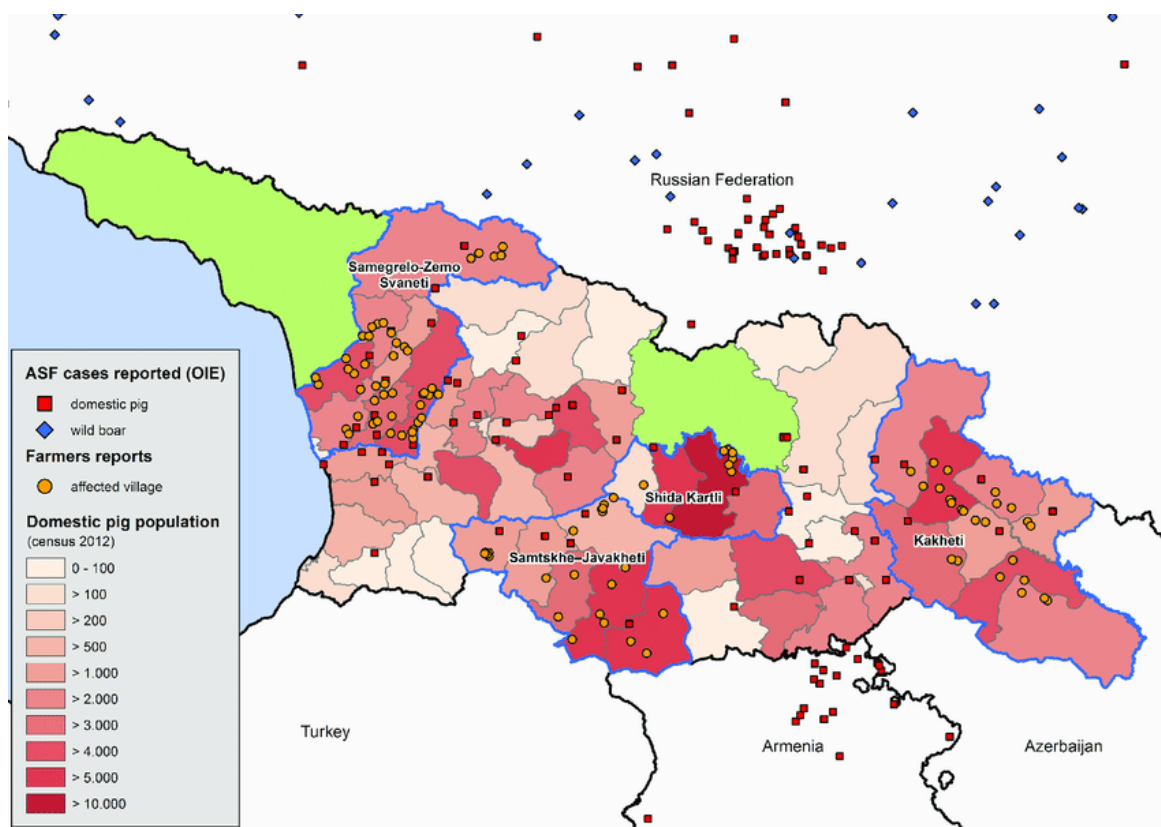 Russian Federation
Samegrelo-Zemo
Svaneti
ASF cases reported (OIE)
domestic pig
wild boar
Farmers reports
affected village
Domestic pig population
(census 2012)
0 - 100
> 100
> 200
> 500
> 1.000
> 2.000
> 3.000
> 4.000
> 5.000
> 10.000
Shida Kartli
Kakheti
Samtskhe–Javakheti
Turkey
Armenia
Azerbaijan